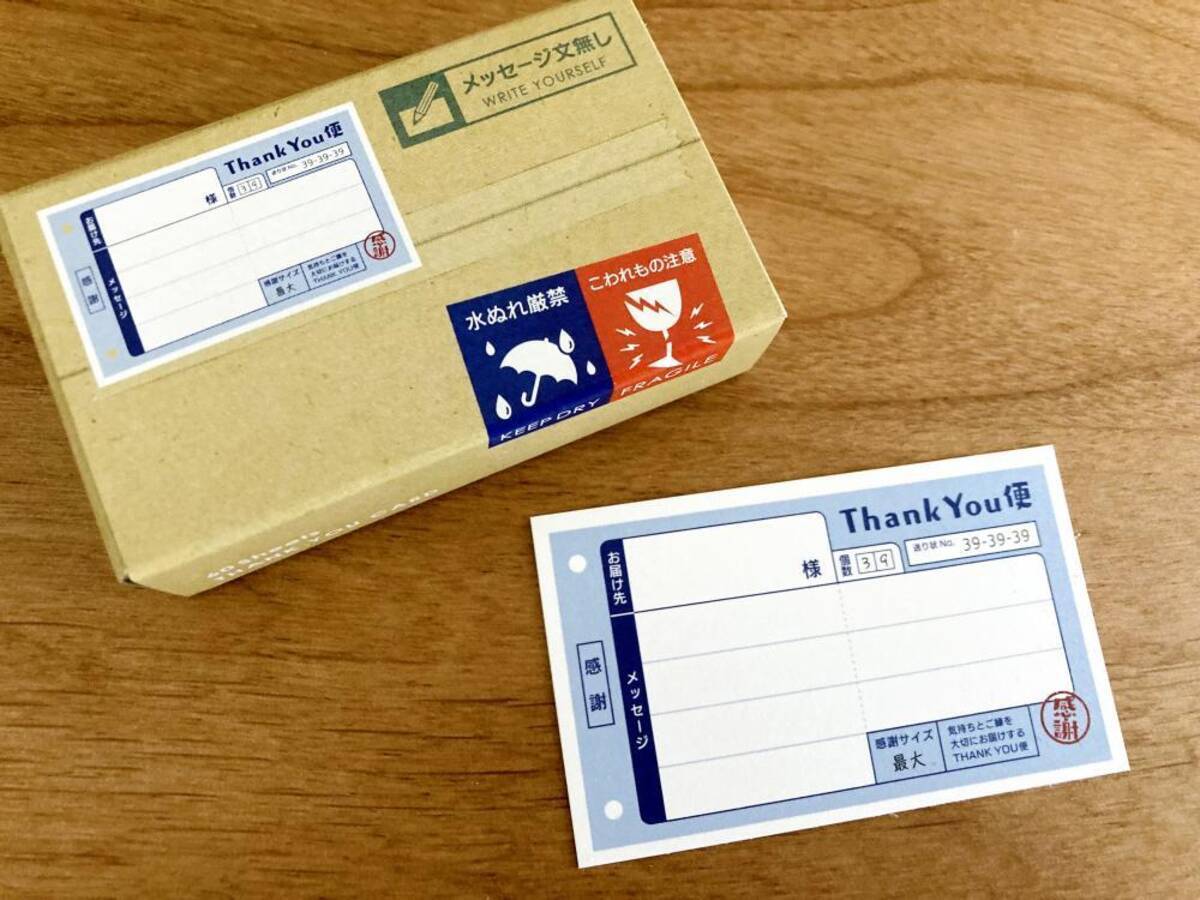 メッセージ文無し
WRITE YOURSELF
ThankYou便
お届け先
様
個数
39
送り状No. 39-39-39
メッセージ
感謝
感謝サイズ
最大
気持ちとご縁を
大切にお届けする
THANK YOU便
感謝
水ぬれ厳禁
KEEP DRY
こわれもの注意
FRAGILE
ThankYou便
お届け先
様
個数
39
送り状No. 39-39-39
メッセージ
感謝
感謝サイズ
最大
気持ちとご縁を
大切にお届けする
THANK YOU便
感謝